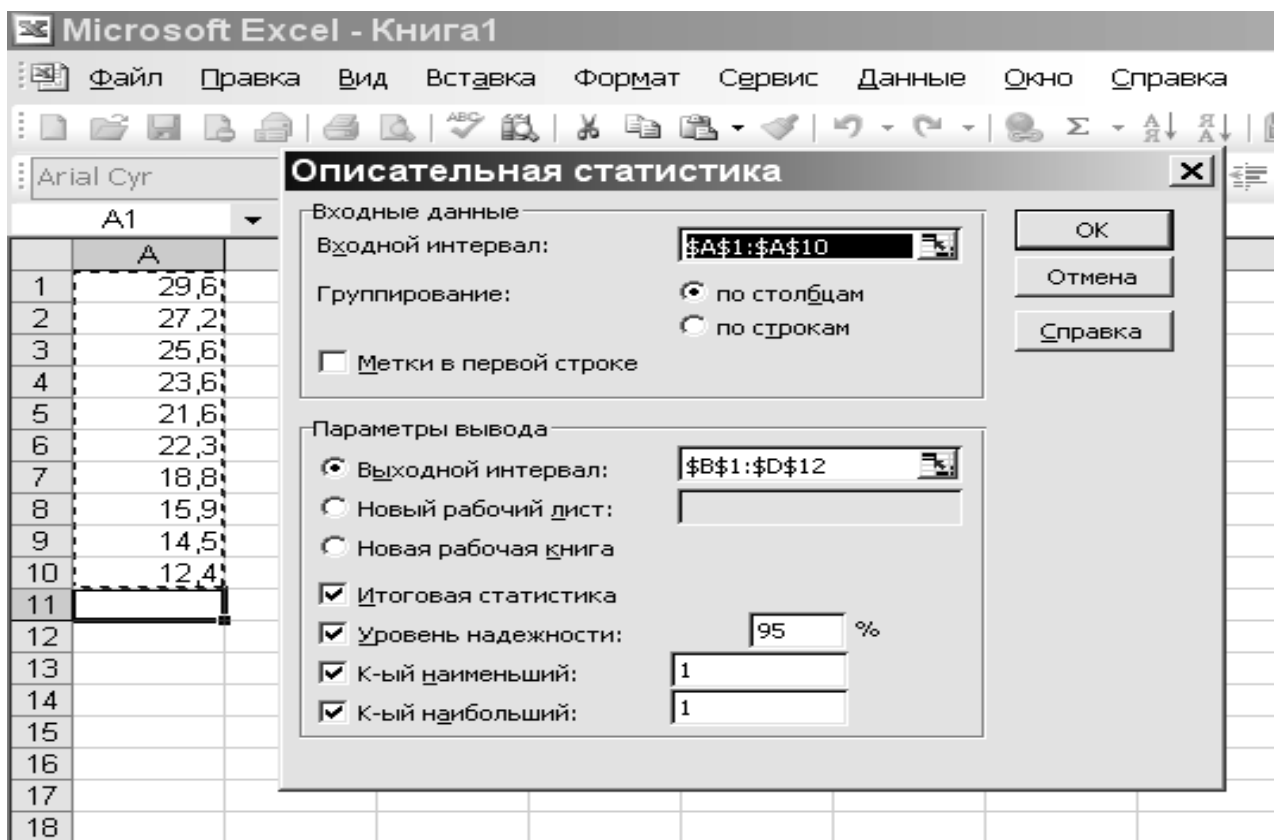 Microsoft Excel - Книга1
Файл Правка Вид Вставка Формат Сервис Данные Окно Справка
Arial Cyr
A1
A
1 29,6
2 27,2
3 25,6
4 23,6
5 21,6
6 22,3
7 18,8
8 15,9
9 14,5
10 12,4
11
12
13
14
15
16
17
18
Описательная статистика
Входные данные
Входной интервал: $A$1:$A$10
Группирование: по столбцам
по строкам
Метки в первой строке
Параметры вывода
Выходной интервал: $B$1:$D$12
Новый рабочий лист:
Новая рабочая книга
Итоговая статистика
Уровень надежности: 95 %
К-ый наименьший: 1
К-ый наибольший: 1
ОК
Отмена
Справка